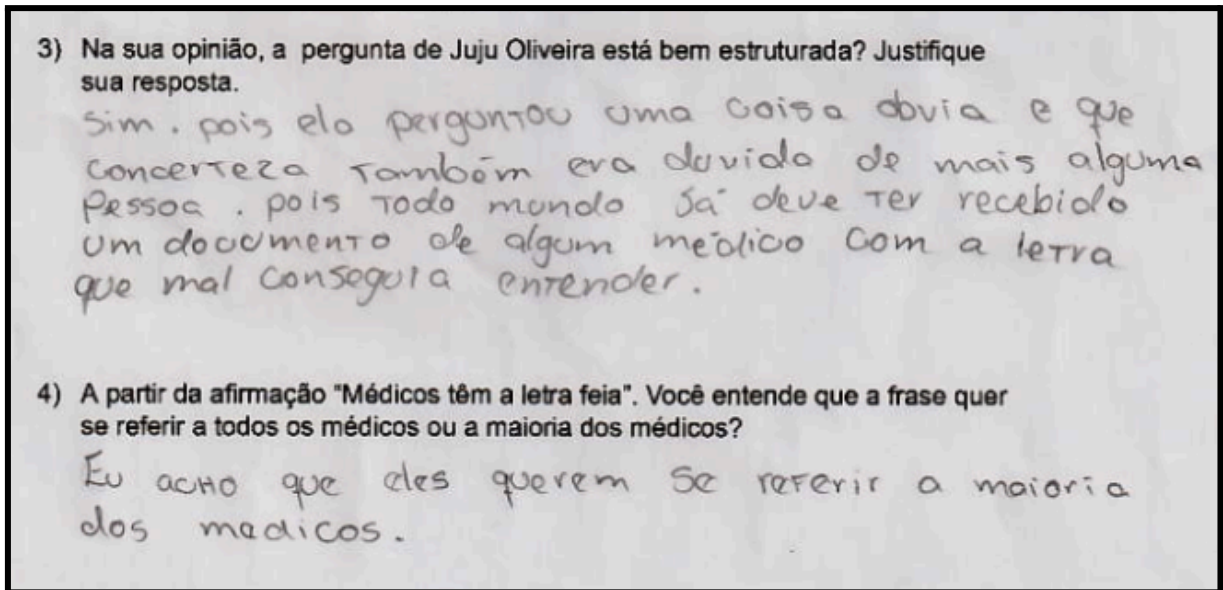 3) Na sua opinião, a pergunta de Juju Oliveira está bem estruturada? Justifique
sua resposta.
Sim. pois ela perguntou uma coisa obvia e que
concerteza também era duvida de mais alguma
Pessoa. pois todo mundo Já deve ter recebido
um documento de algum médico com a letra
que mal conseguia entender.
4) A partir da afirmação "Médicos têm a letra feia". Você entende que a frase quer
se referir a todos os médicos ou a maioria dos médicos?
Eu acho que eles querem se referir a maioria
dos madicos.